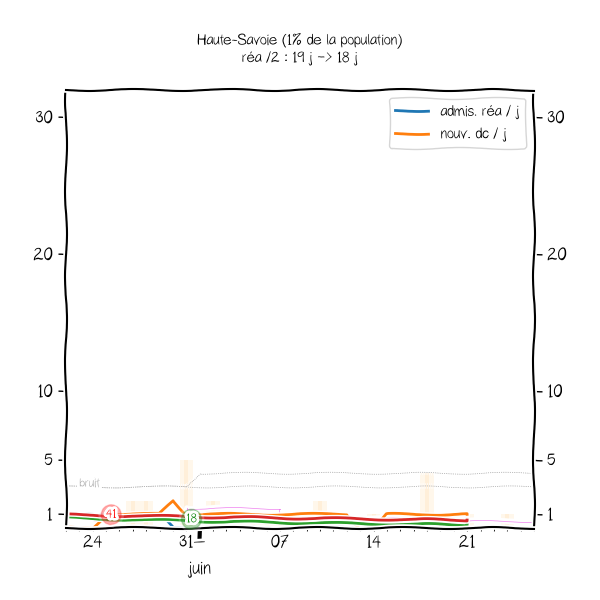 Haute-Savoie (1% de la population)
réa /2 : 19 j -> 18 j
admis. réa / j
nouv. dc / j
30 30
20 20
10 10
5 5
bruit
1 41 18 1
24 31 07 14 21
juin